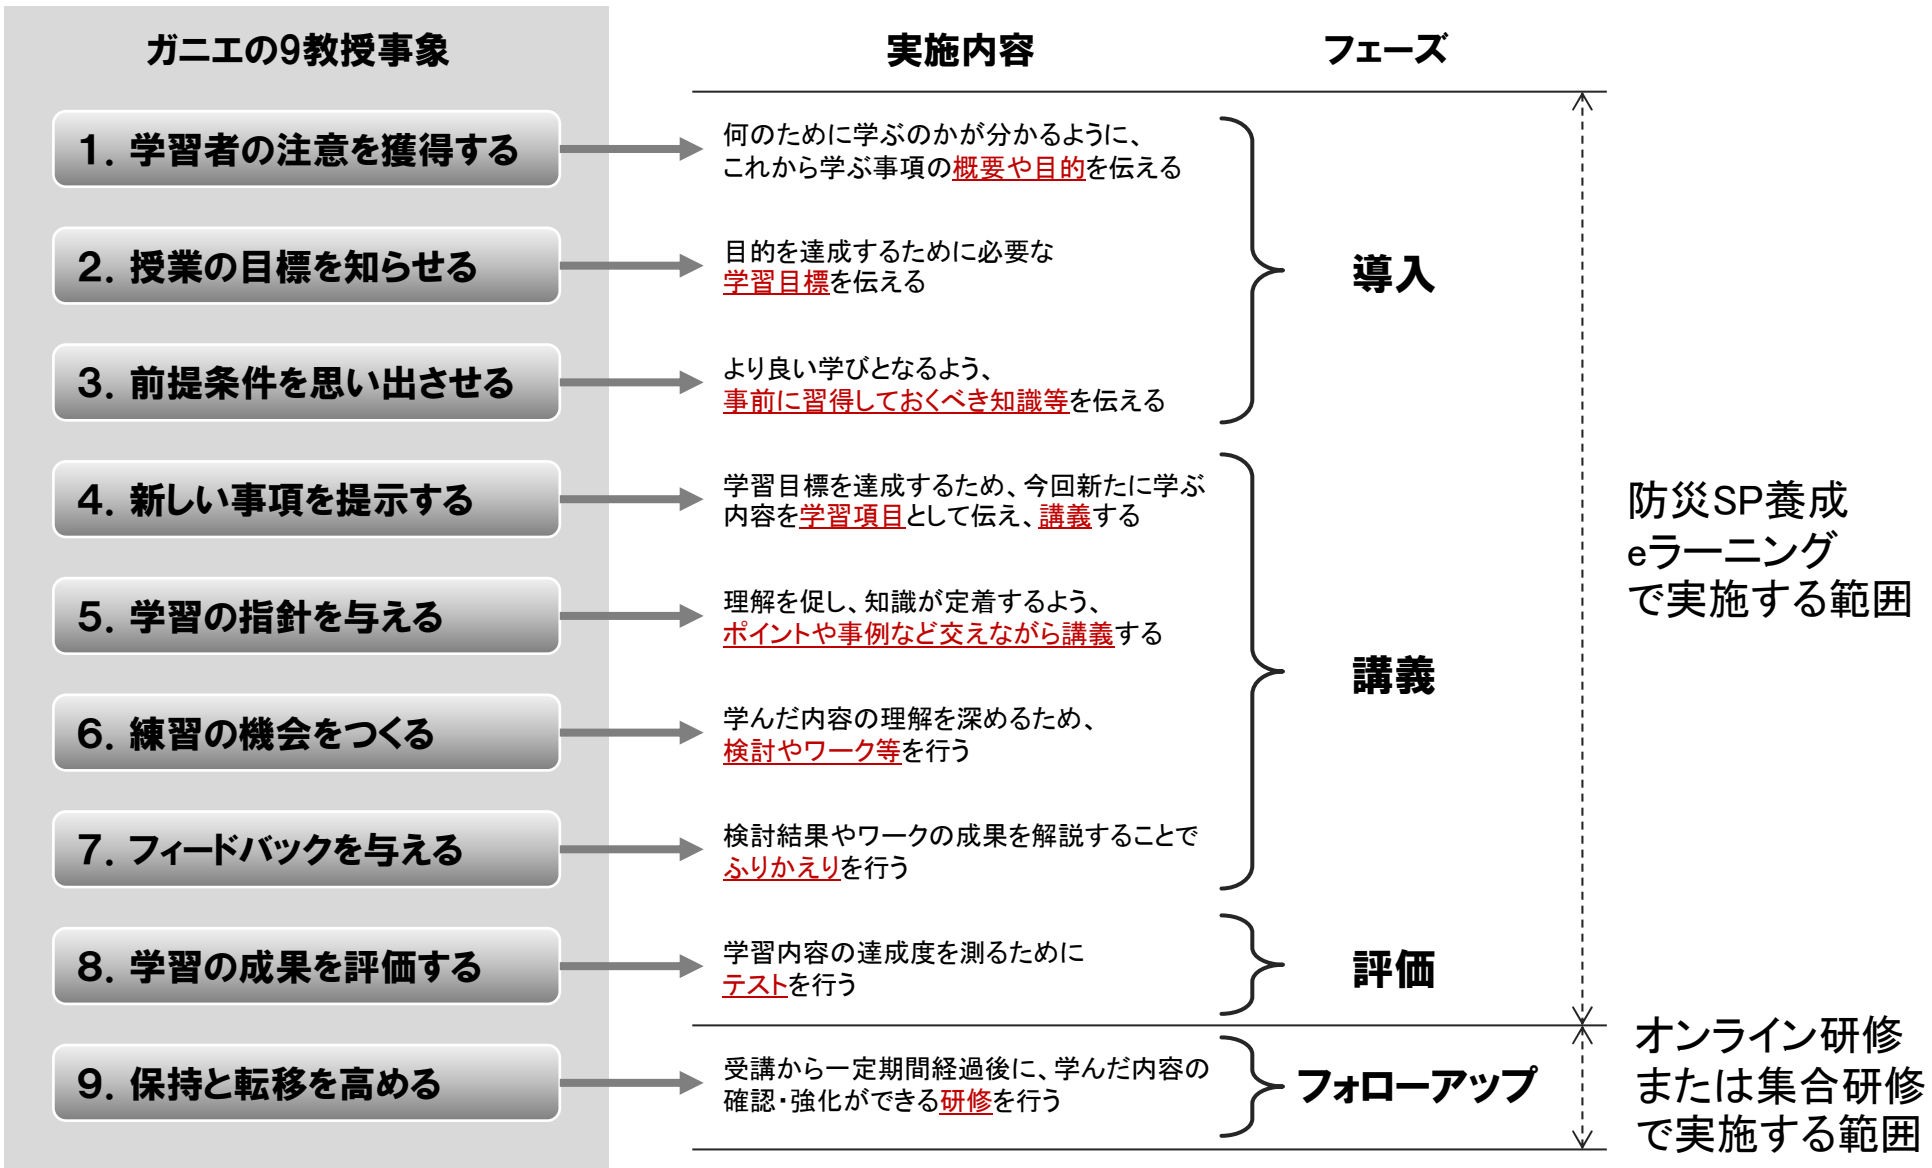 ガニエの9教授事象
実施内容
フェーズ
1．学習者の注意を獲得する
何のために学ぶのかが分かるように、
これから学ぶ事項の概要や目的を伝える
2．授業の目標を知らせる
目的を達成するために必要な
学習目標を伝える
導入
3．前提条件を思い出させる
より良い学びとなるよう、
事前に習得しておくべき知識等を伝える
4．新しい事項を提示する
学習目標を達成するため、今回新たに学ぶ
内容を学習項目として伝え、講義する
防災SP養成
eラーニング
で実施する範囲
5．学習の指針を与える
理解を促し、知識が定着するよう、
ポイントや事例など交えながら講義する
講義
6．練習の機会をつくる
学んだ内容の理解を深めるため、
検討やワーク等を行う
7．フィードバックを与える
検討結果やワークの成果を解説することで
ふりかえりを行う
8．学習の成果を評価する
学習内容の達成度を測るために
テストを行う
評価
9．保持と転移を高める
受講から一定期間経過後に、学んだ内容の
確認・強化ができる研修を行う
フォローアップ
オンライン研修
または集合研修
で実施する範囲